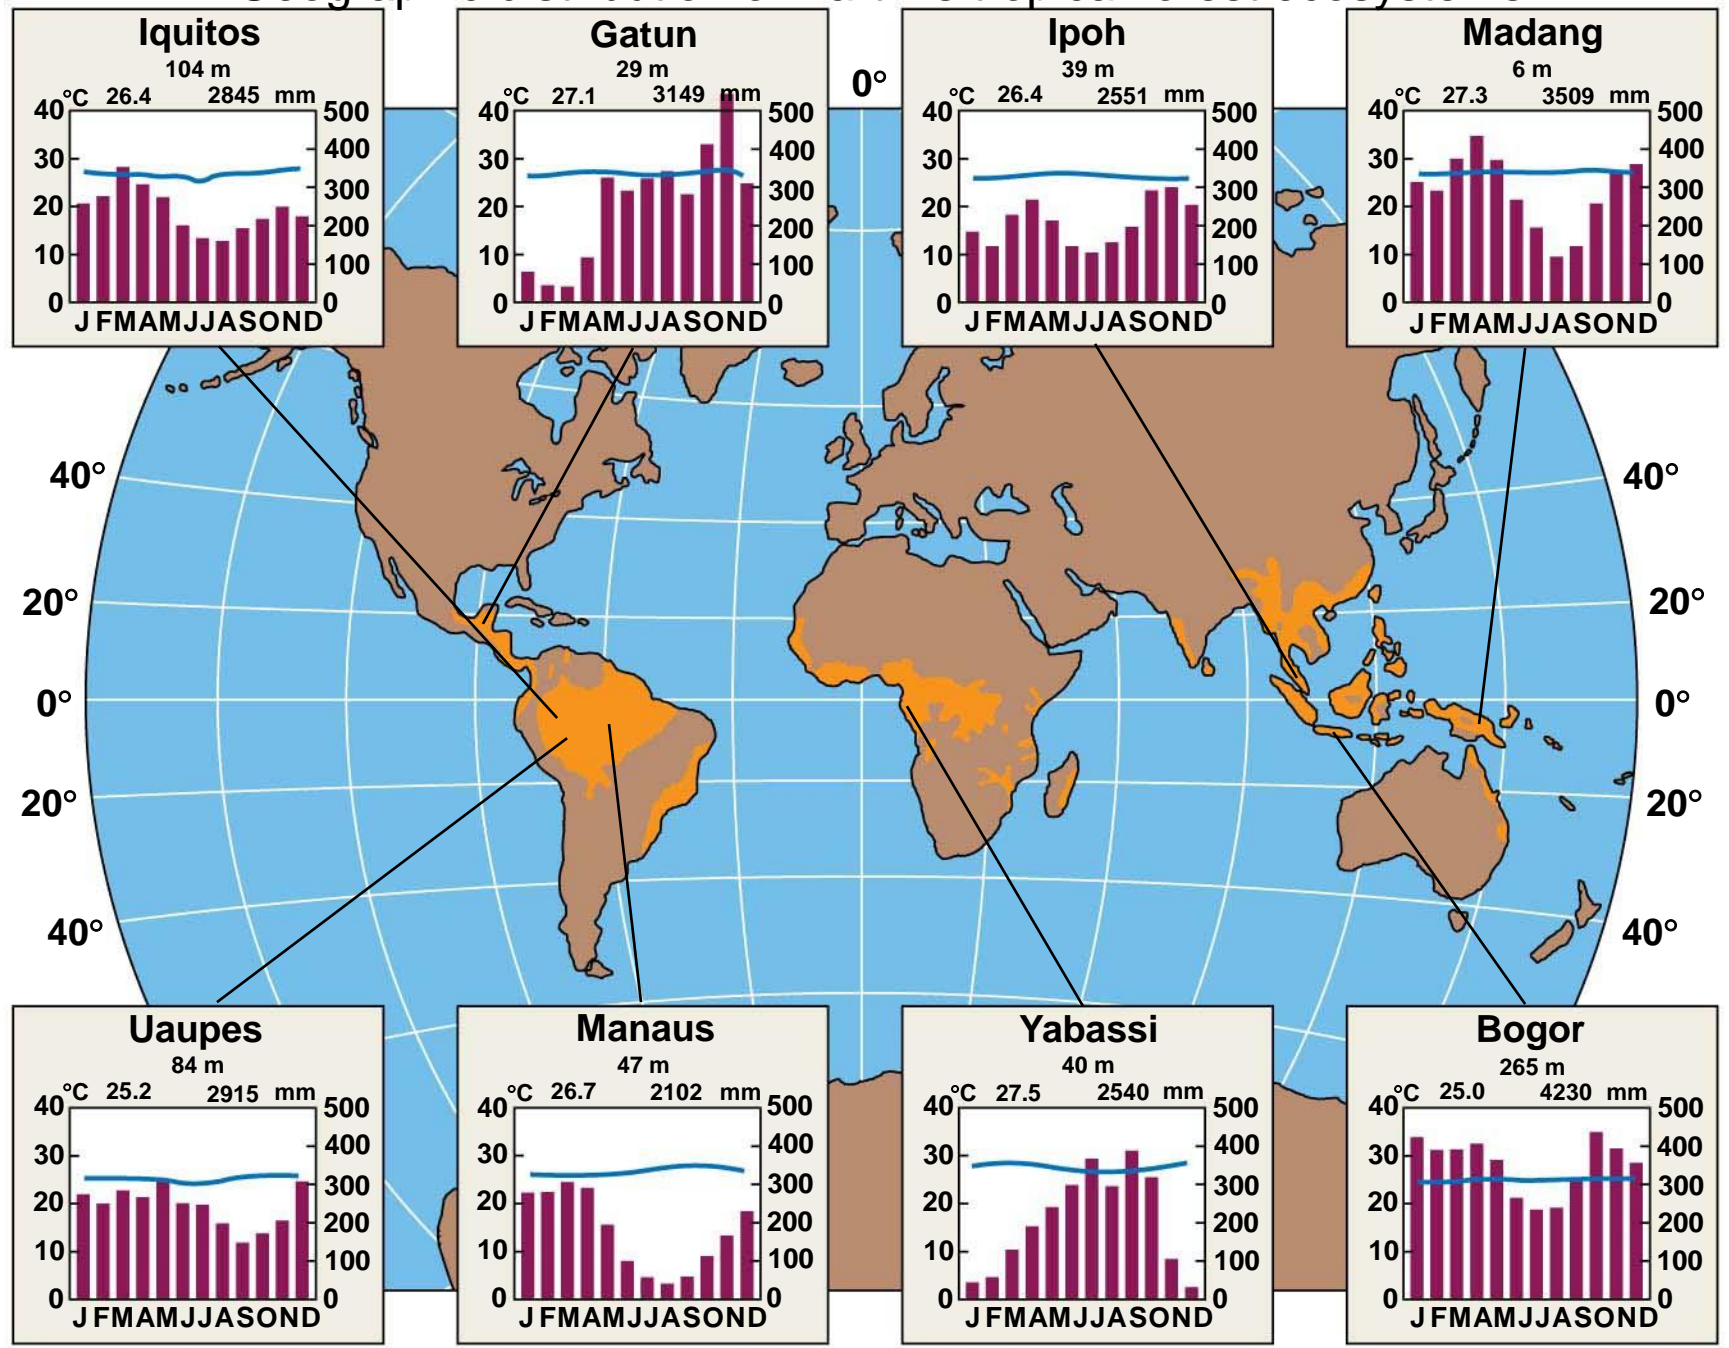 Iquitos
104 m
°C 26.4 2845 mm
40 500
30 400
300
20 200
10 100
0 0
J F M A M J J A S O N D
Gatun
29 m
°C 27.1 3149 mm
40 500
30 400
300
20 200
10 100
0 0
J F M A M J J A S O N D
0°
Ipoh
39 m
°C 26.4 2551 mm
40 500
30 400
300
20 200
10 100
0 0
J F M A M J J A S O N D
Madang
6 m
°C 27.3 3509 mm
40 500
30 400
300
20 200
10 100
0 0
J F M A M J J A S O N D
40° 40°
20° 20°
0° 0°
20° 20°
40° 40°
Uaupes
84 m
°C 25.2 2915 mm
40 500
30 400
300
20 200
10 100
0 0
J F M A M J J A S O N D
Manaus
47 m
°C 26.7 2102 mm
40 500
30 400
300
20 200
10 100
0 0
J F M A M J J A S O N D
Yabassi
40 m
°C 27.5 2540 mm
40 500
30 400
300
20 200
10 100
0 0
J F M A M J J A S O N D
Bogor
265 m
°C 25.0 4230 mm
40 500
30 400
300
20 200
10 100
0 0
J F M A M J J A S O N D